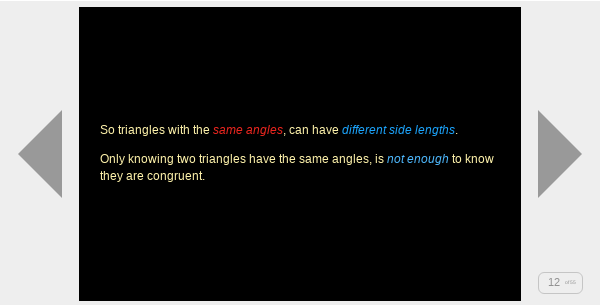 So triangles with the same angles, can have different side lengths.
Only knowing two triangles have the same angles, is not enough to know
they are congruent.
12